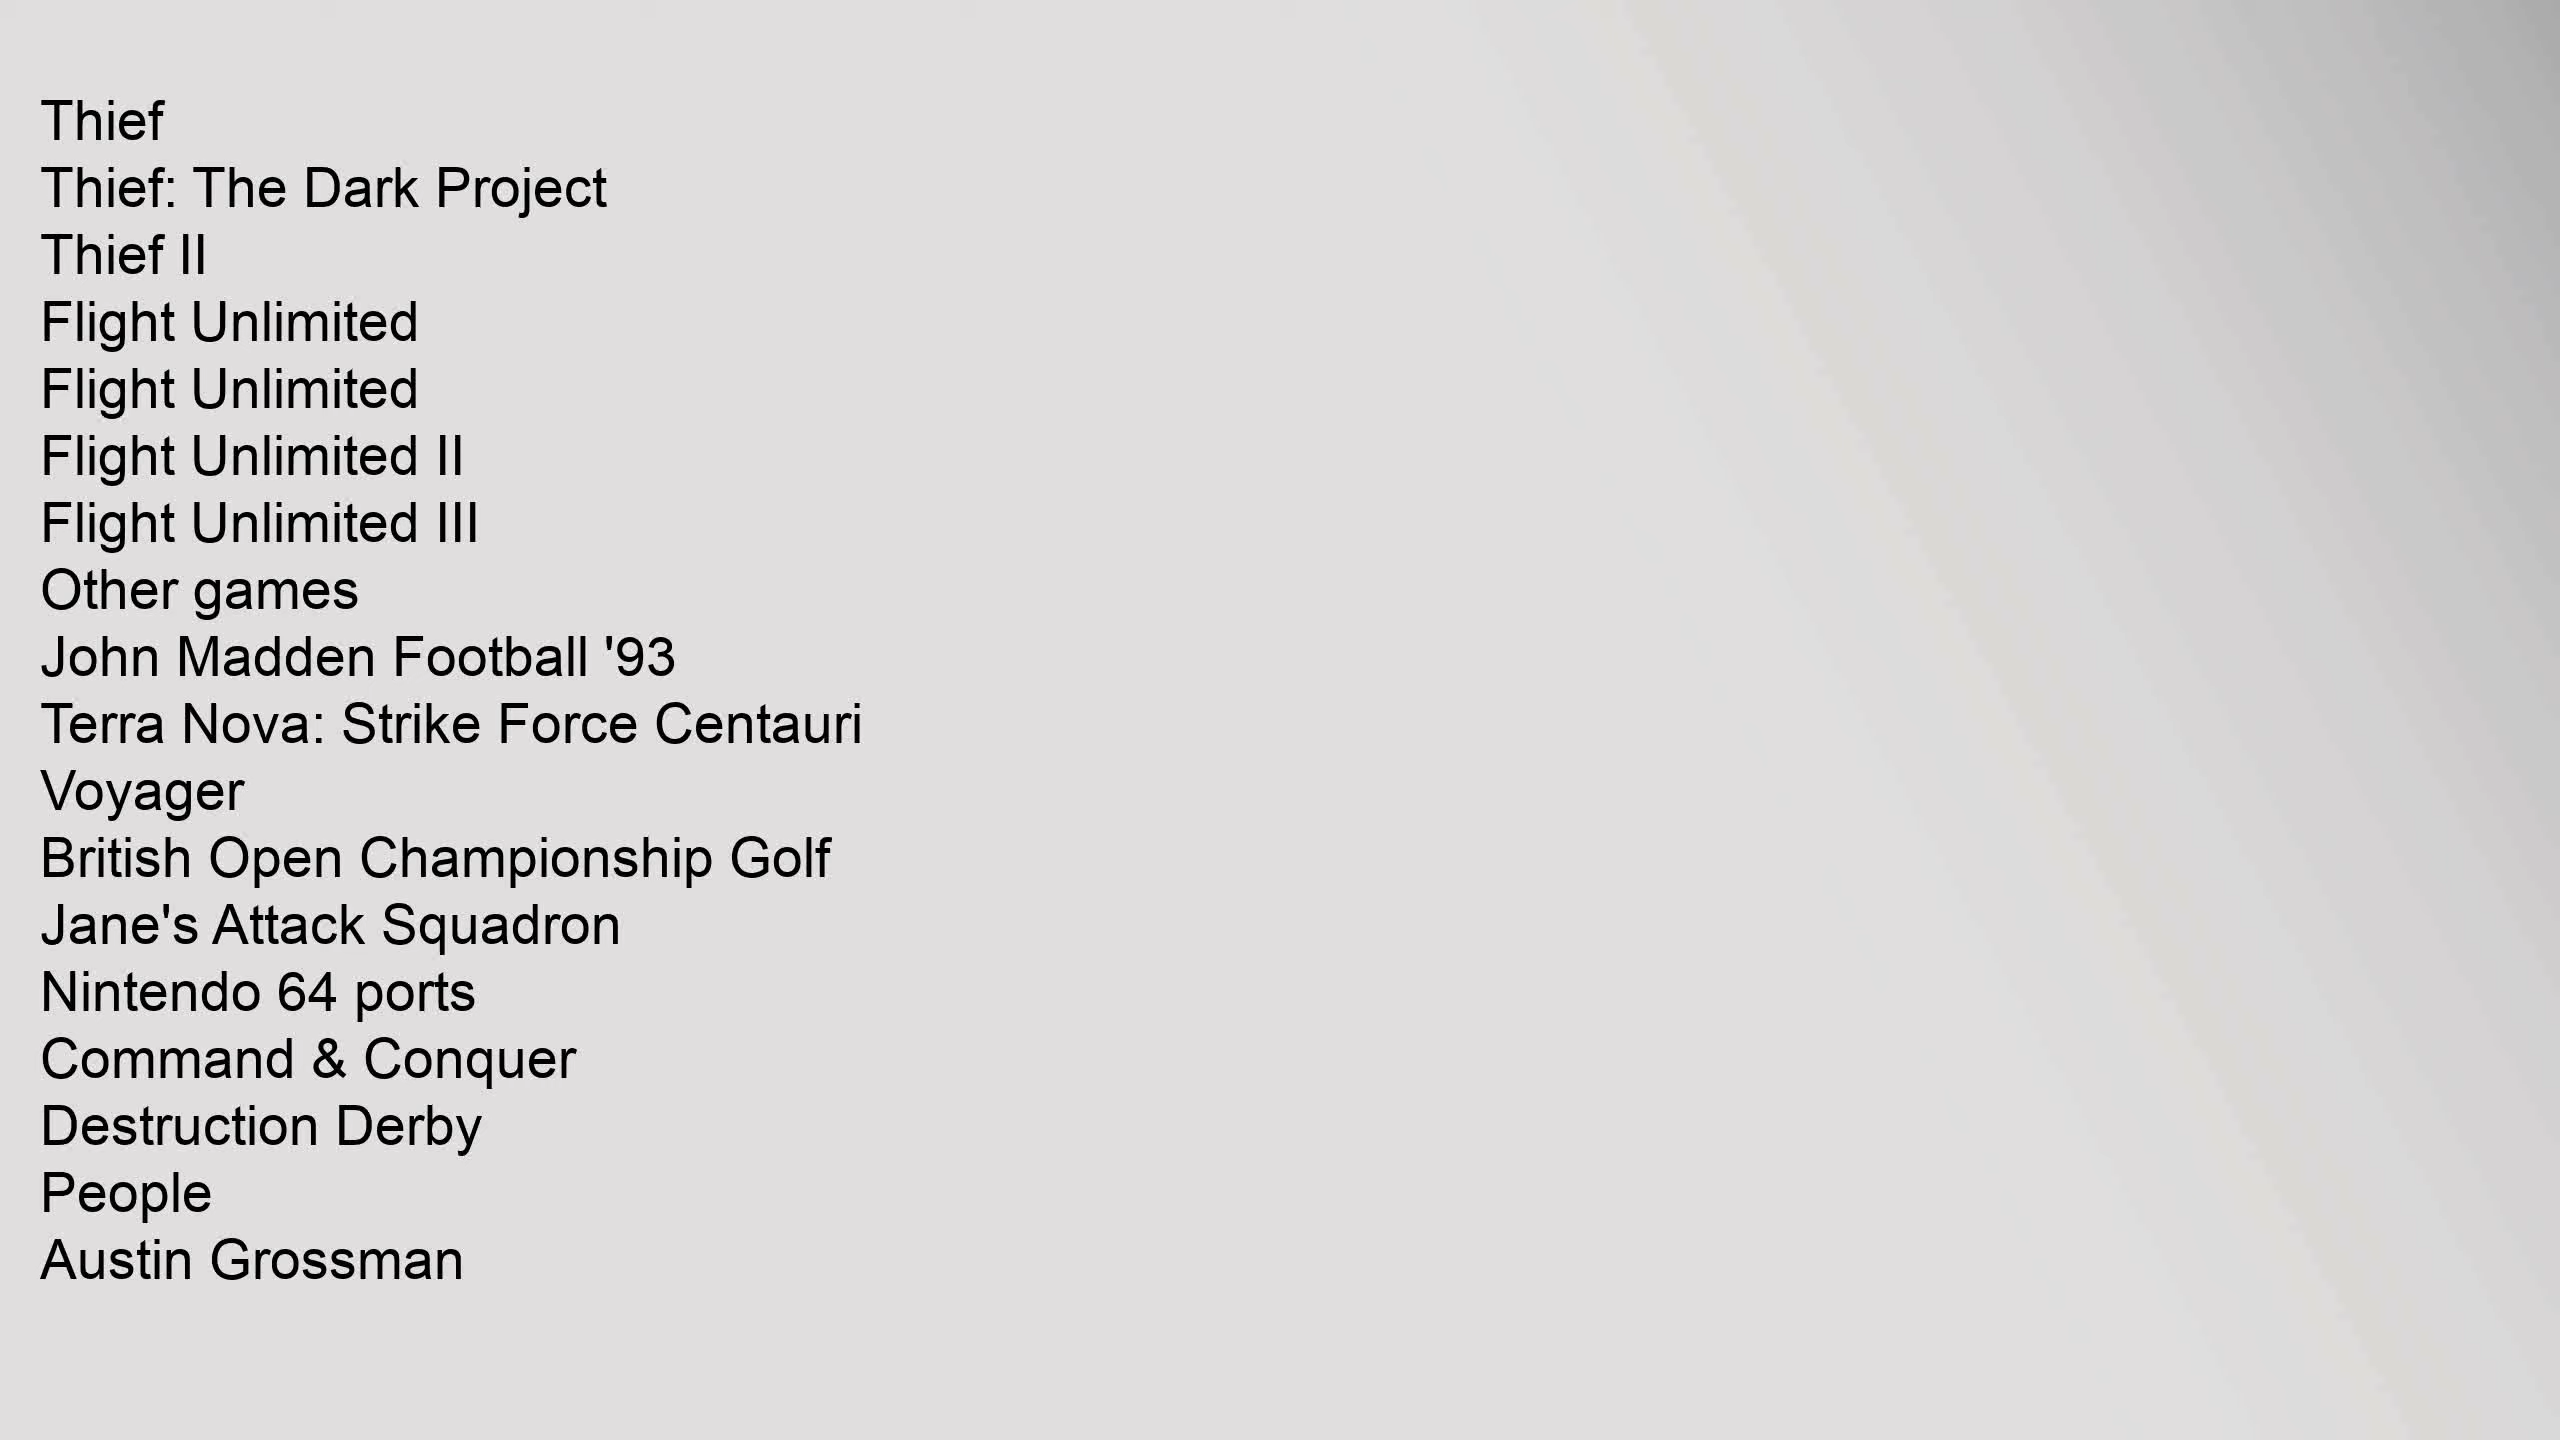 Thief
Thief: The Dark Project
Thief II
Flight Unlimited
Flight Unlimited
Flight Unlimited II
Flight Unlimited III
Other games
John Madden Football '93
Terra Nova: Strike Force Centauri
Voyager
British Open Championship Golf
Jane's Attack Squadron
Nintendo 64 ports
Command & Conquer
Destruction Derby
People
Austin Grossman